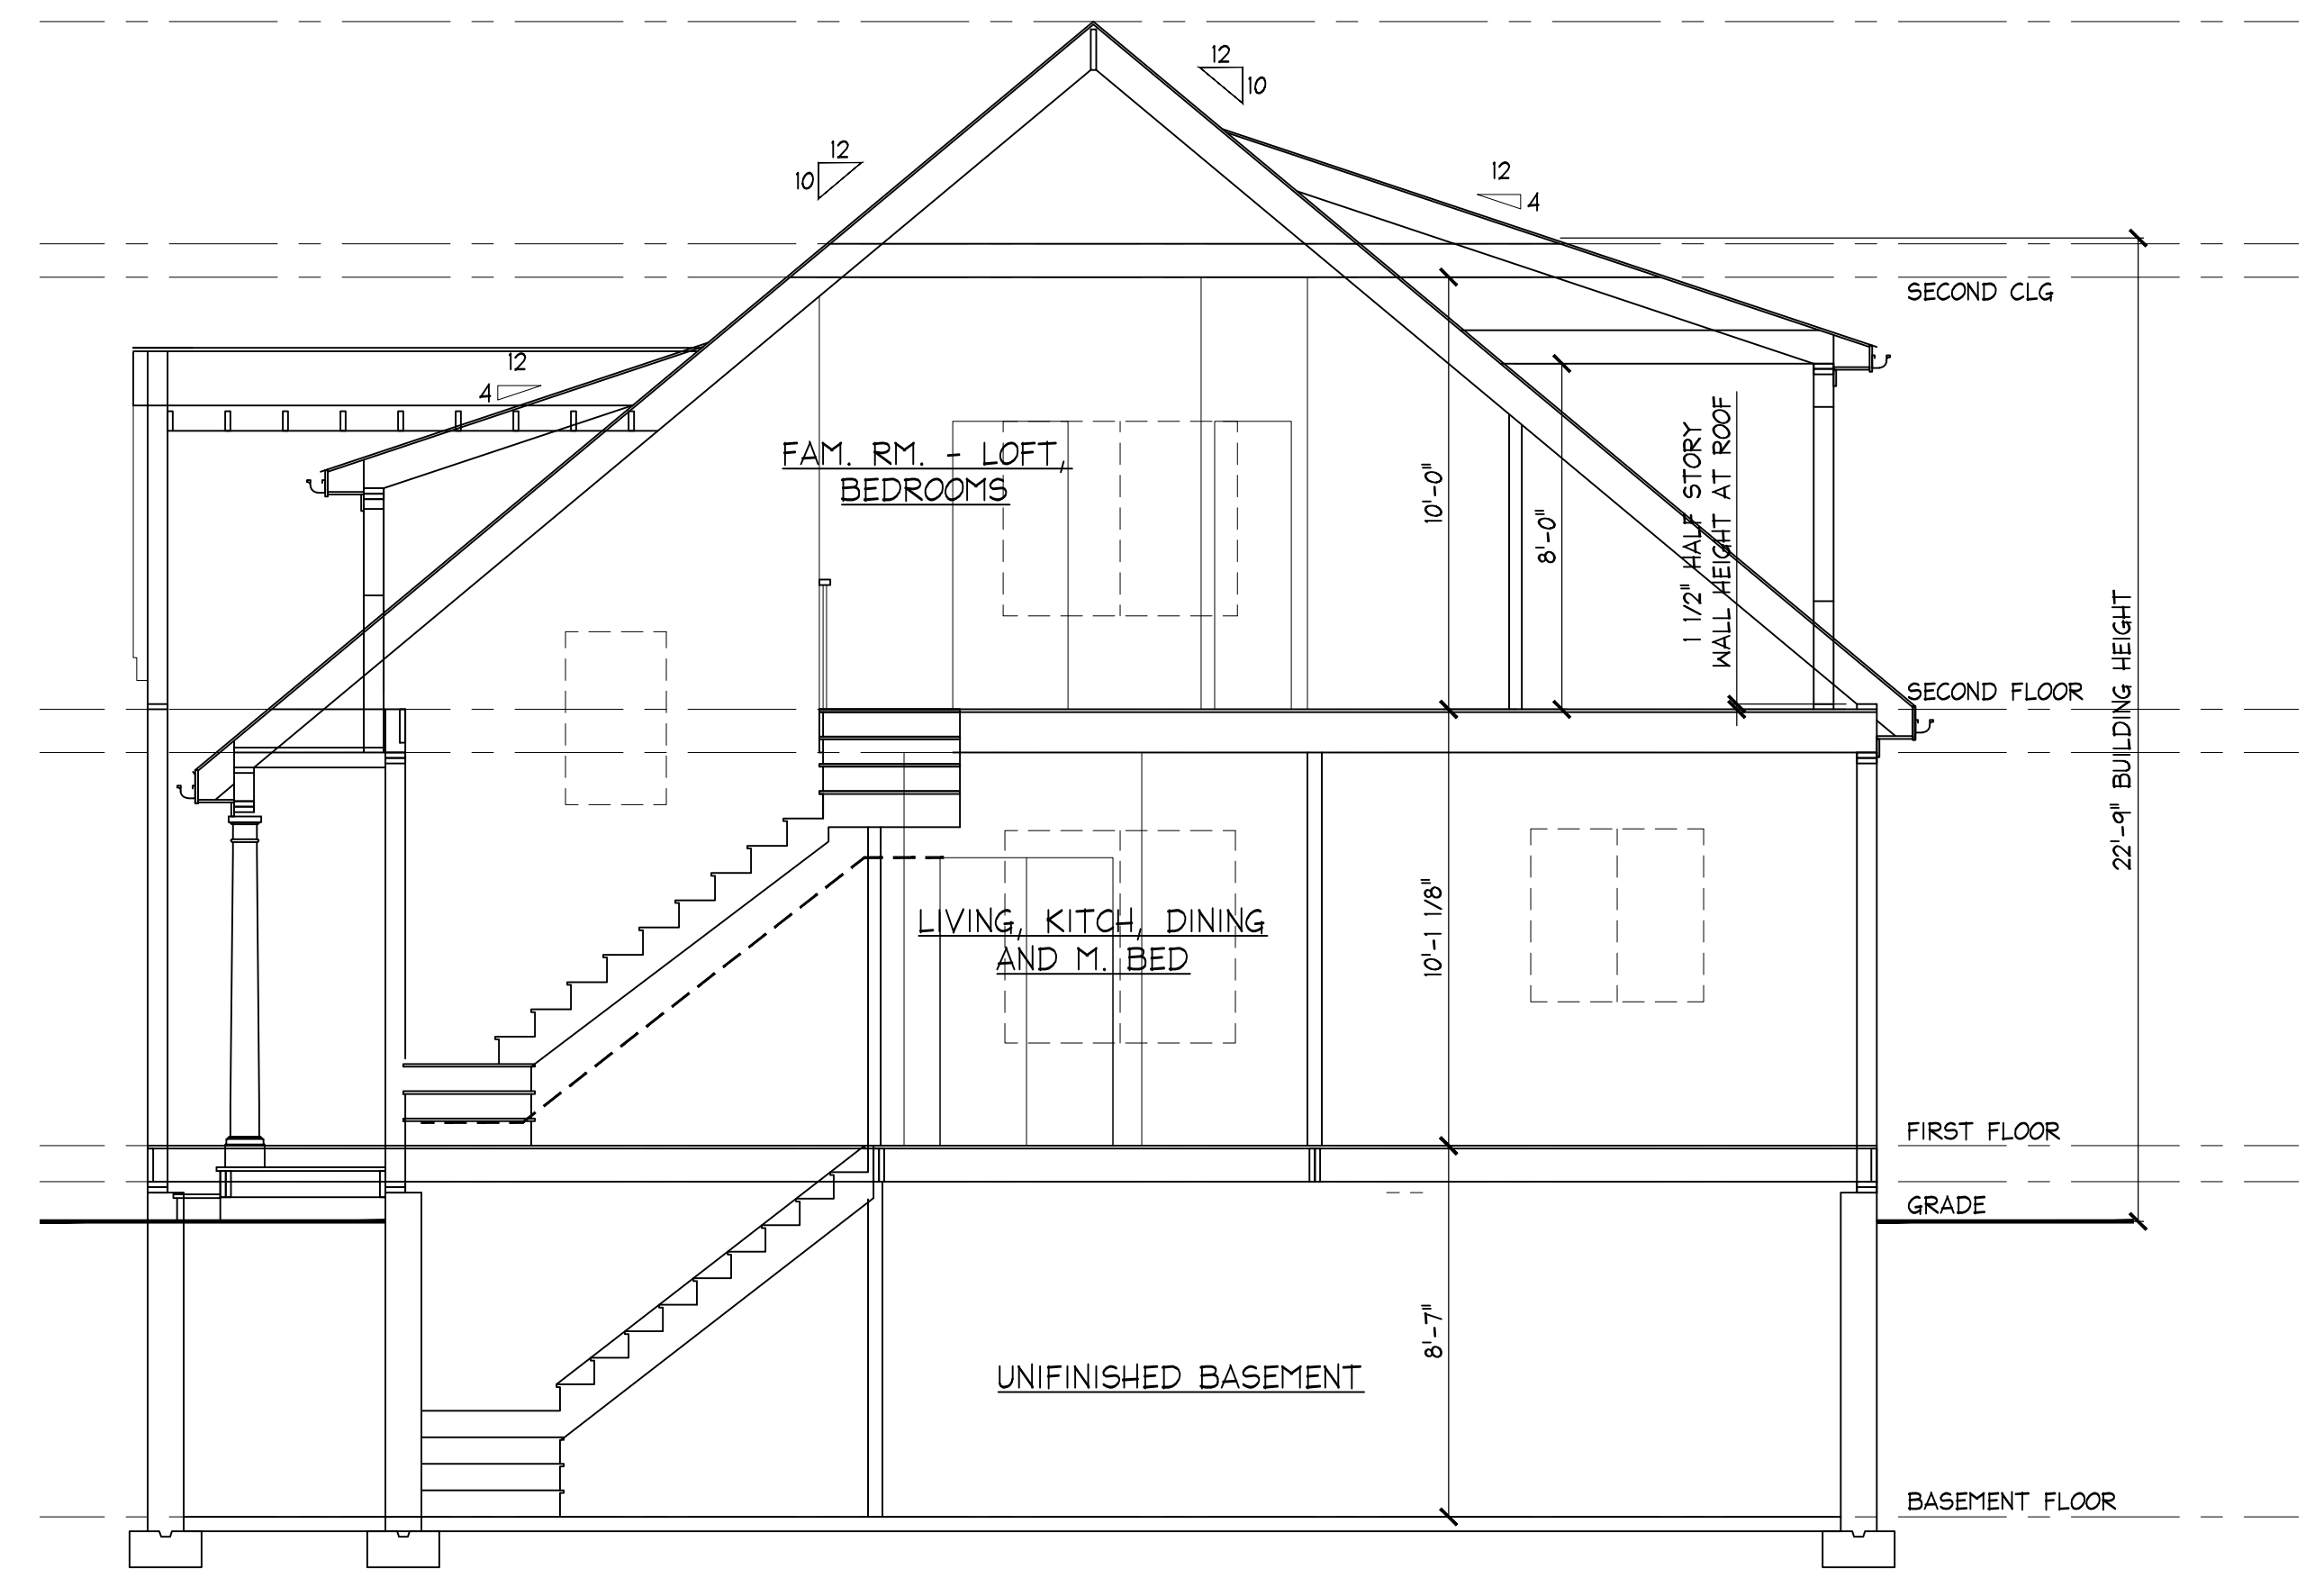 12
10
12
10
12
4
SECOND CLG
12
4
FAM. RM. - LOFT,
BEDROOMS
10'-0"
8'-0"
1 1/2" HALF STORY
WALL HEIGHT AT ROOF
22'-9" BUILDING HEIGHT
SECOND FLOOR
LIVING, KITCH, DINING
AND M. BED
10'-1 1/8"
FIRST FLOOR
GRADE
8'-7"
UNIFINISHED BASEMENT
BASEMENT FLOOR